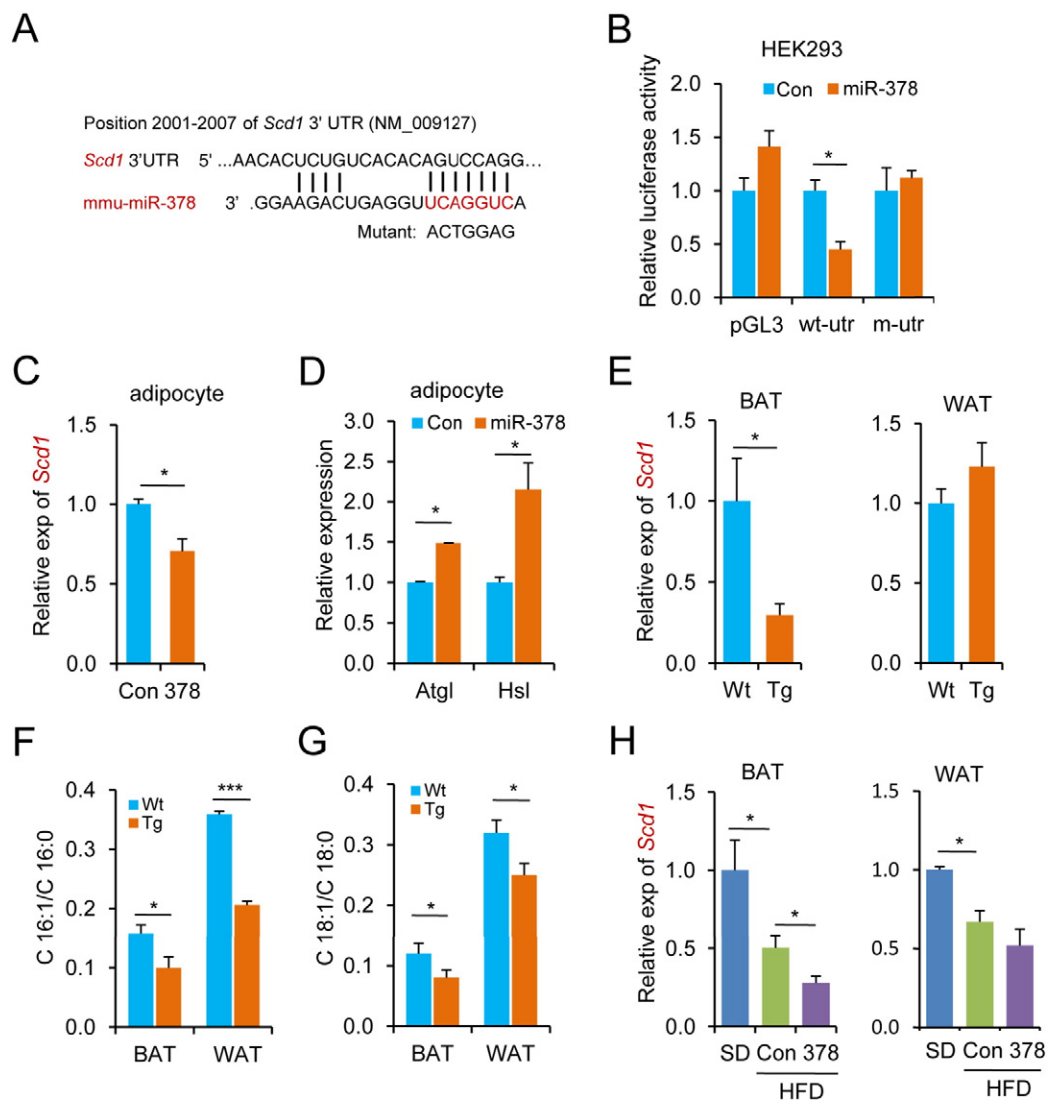 A
Position 2001-2007 of Scd1 3' UTR (NM_009127)
Scd1 3'UTR 5' ...AACACUCUGUCACACAGUCCAGG...
mmu-miR-378 3' .GGAAGACUGAGGUUCAGGUCA
Mutant: ACTGGAG
B
HEK293
Relative luciferase activity
Con miR-378
2.0
1.5
1.0
0.5
0.0
*
pGL3 wt-utr m-utr
C
adipocyte
Relative exp of Scd1
1.5
1.0
0.5
0.0
*
Con 378
D
adipocyte
Relative expression
Con miR-378
3.0
2.5
2.0
1.5
1.0
0.5
0.0
*
*
Atgl Hsl
E
BAT
Relative exp of Scd1
1.5
1.0
0.5
0.0
*
Wt Tg
WAT
1.5
1.0
0.5
0.0
Wt Tg
F
C 16:1/C 16:0
Wt
Tg
0.4
0.3
0.2
0.1
0.0
*
***
BAT WAT
G
C 18:1/C 18:0
Wt
Tg
0.4
0.3
0.2
0.1
0.0
*
*
BAT WAT
H
BAT
Relative exp of Scd1
1.5
1.0
0.5
0.0
*
*
SD Con 378
HFD
WAT
1.5
1.0
0.5
0.0
*
SD Con 378
HFD